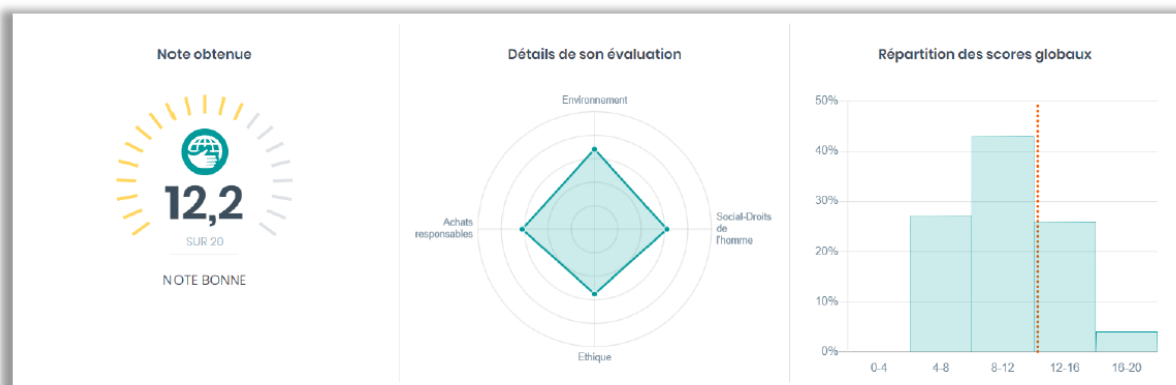 Note obtenue
12,2
SUR 20
NOTE BONNE
Détails de son évaluation
Environnement
Achats
responsables
Social-Droits
de
l'homme
Ethique
Répartition des scores globaux
50%
40%
30%
20%
10%
0%
0-4 4-8 8-12 12-16 16-20